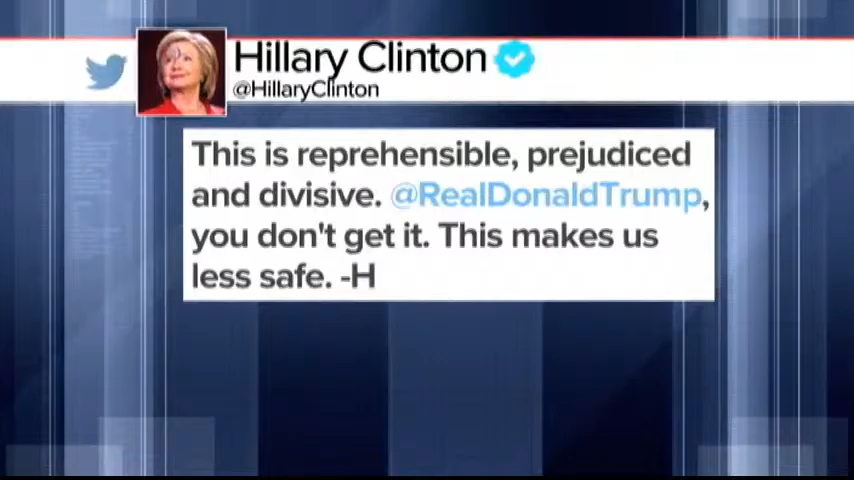 Hillary Clinton
@HillaryClinton
This is reprehensible, prejudiced
and divisive. @RealDonaldTrump,
you don't get it. This makes us
less safe. -H